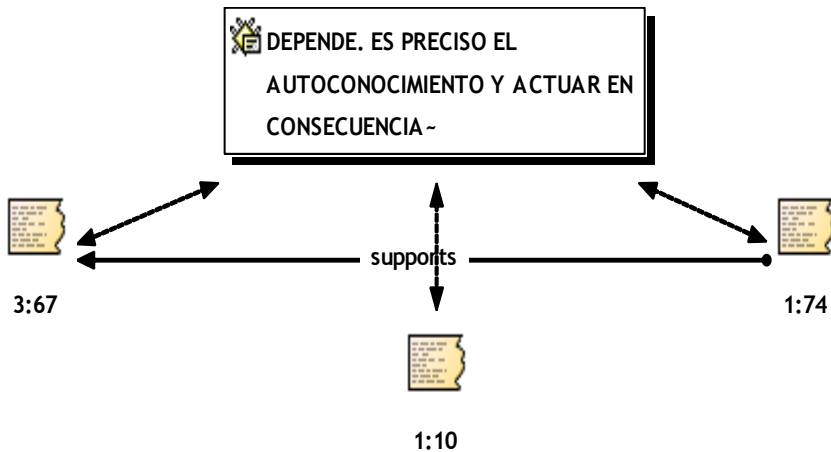 DEPENDE. ES PRECISO EL
AUTOCONOCIMIENTO Y ACTUAR EN
CONSECUENCIA~
supports
3:67
1:74
1:10